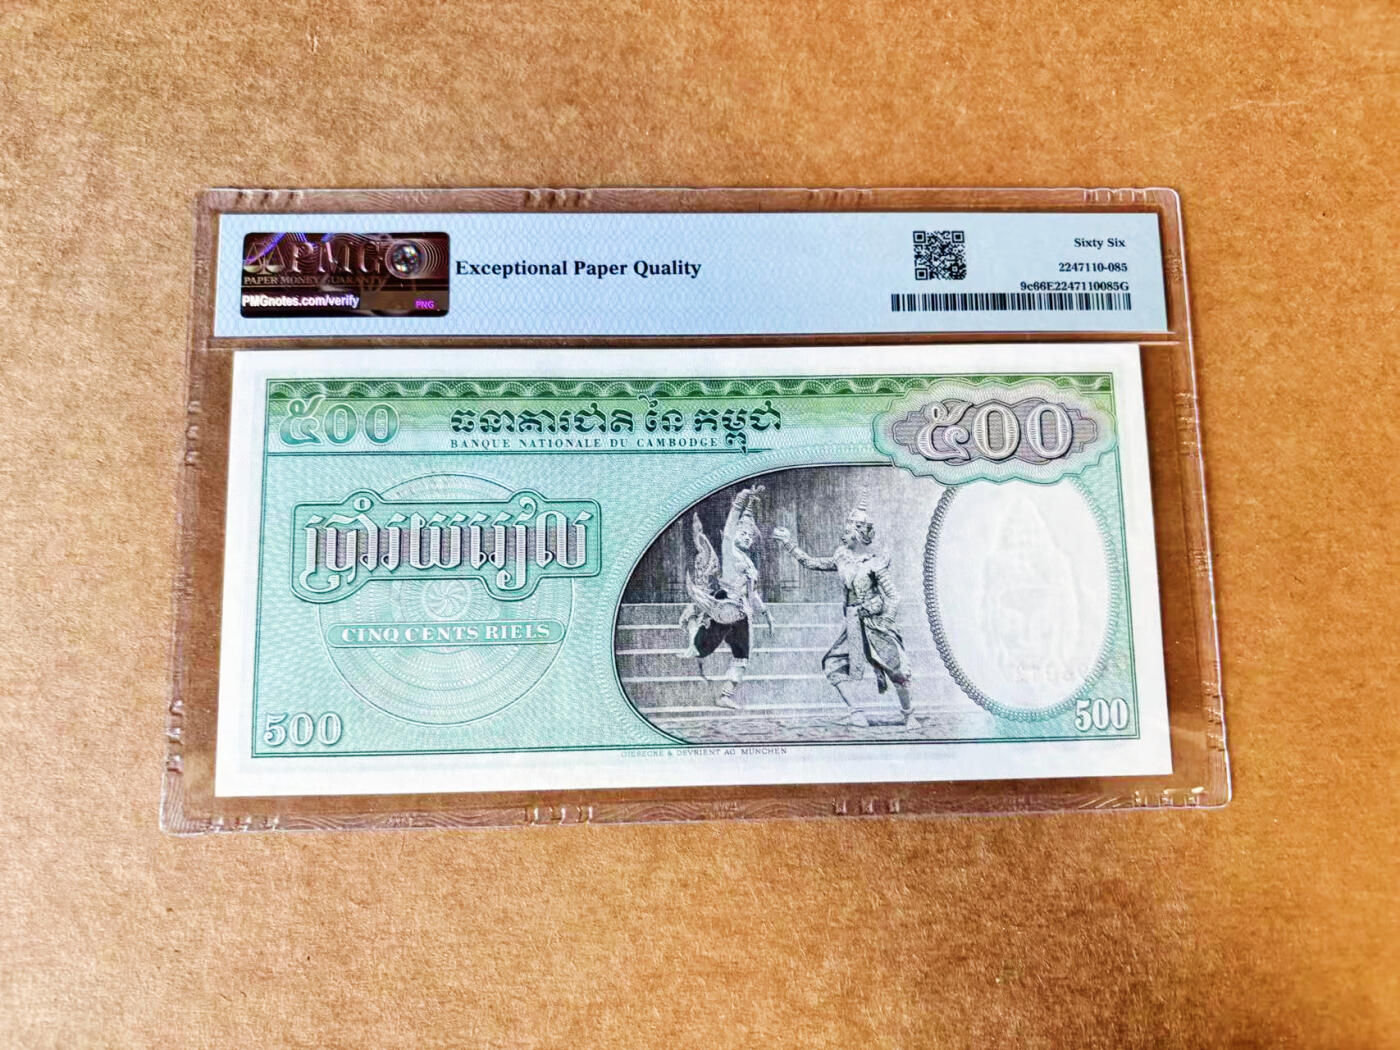 PMG
PAPER MONEY GUARANTY
PMGnotes.com/verify
PNG
Exceptional Paper Quality
Sixty Six
2247110-085
9c66E2247110085G
៥០០
ធនាគារជាតិ នៃ កម្ពុជា
BANQUE NATIONALE DU CAMBODGE
៥០០
ប្រាំរយរៀល
CINQ CENTS RIELS
500
500
GIESECKE & DEVRIENT AG MÜNCHEN